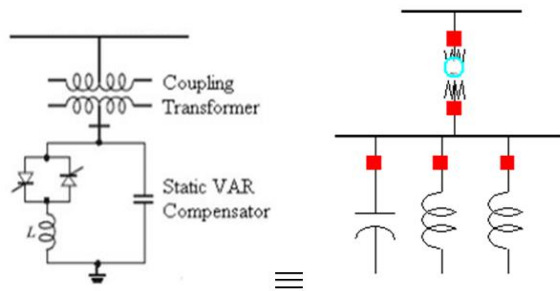 Coupling
Transformer
Static VAR
Compensator
L